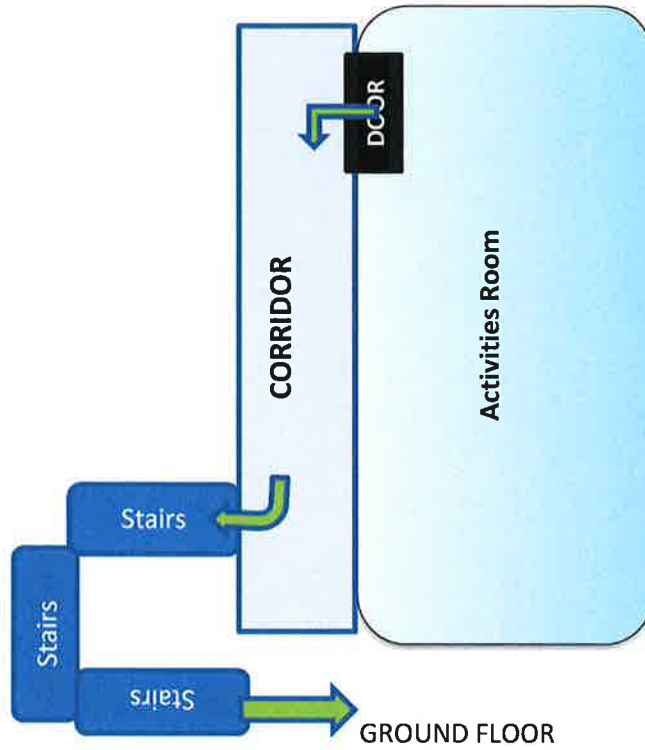 DOOR
CORRIDOR
Activities Room
Stairs
Stairs
Stairs
GROUND FLOOR